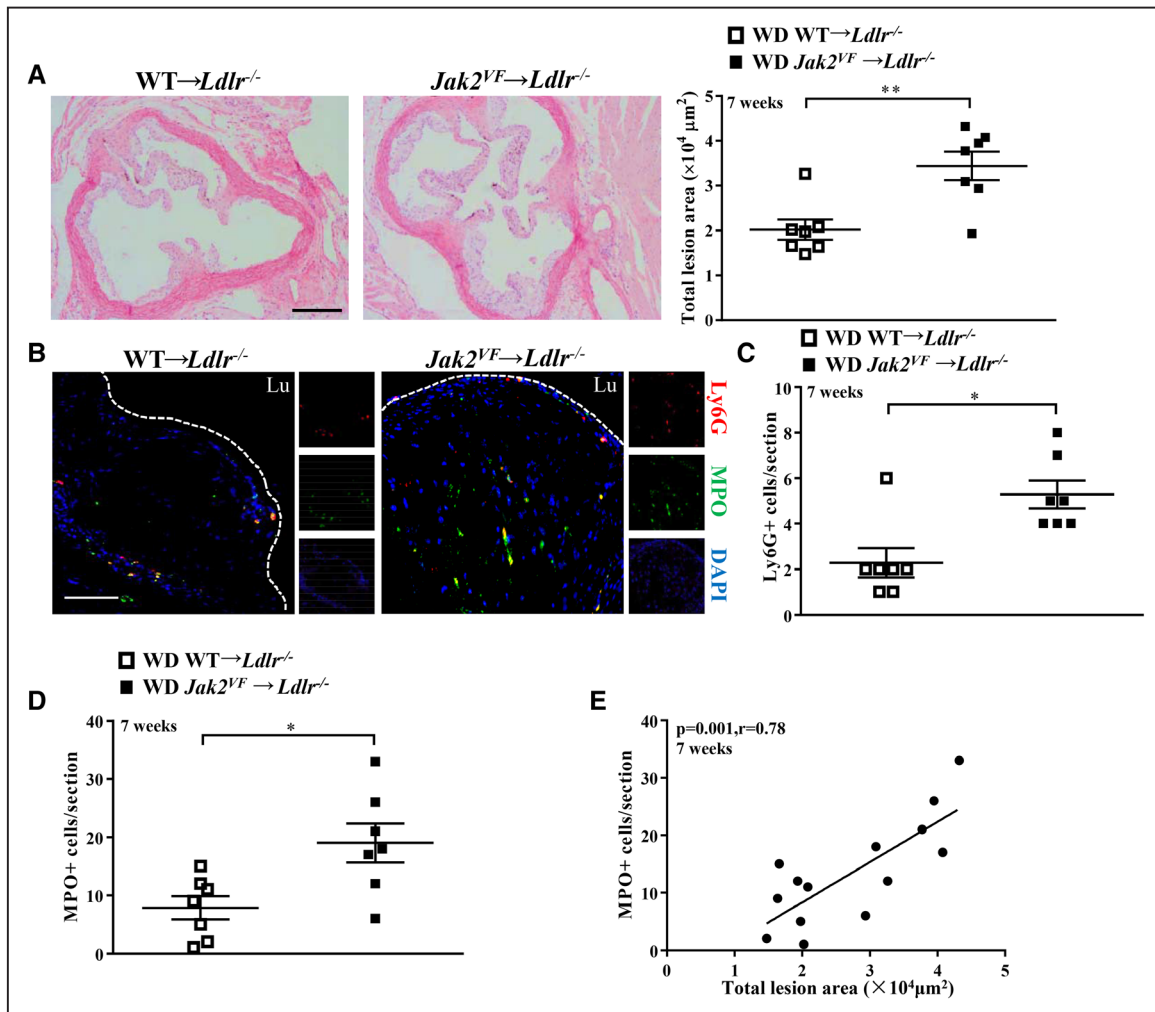 A
WT→Ldlr-/-
Jak2VF→Ldlr-/-
WD WT→Ldlr-/-
WD Jak2VF→Ldlr-/-
7 weeks
**
Total lesion area (×10⁴ μm²)
5
4
3
2
1
0
B
WT→Ldlr-/-
Jak2VF→Ldlr-/-
Lu
Lu
Ly6G
MPO
DAPI
C
WD WT→Ldlr-/-
WD Jak2VF→Ldlr-/-
7 weeks
*
Ly6G+ cells/section
10
8
6
4
2
0
D
WD WT→Ldlr-/-
WD Jak2VF→Ldlr-/-
7 weeks
*
MPO+ cells/section
40
30
20
10
0
E
p=0.001,r=0.78
7 weeks
MPO+ cells/section
40
30
20
10
0
0 1 2 3 4 5
Total lesion area (×10⁴μm²)